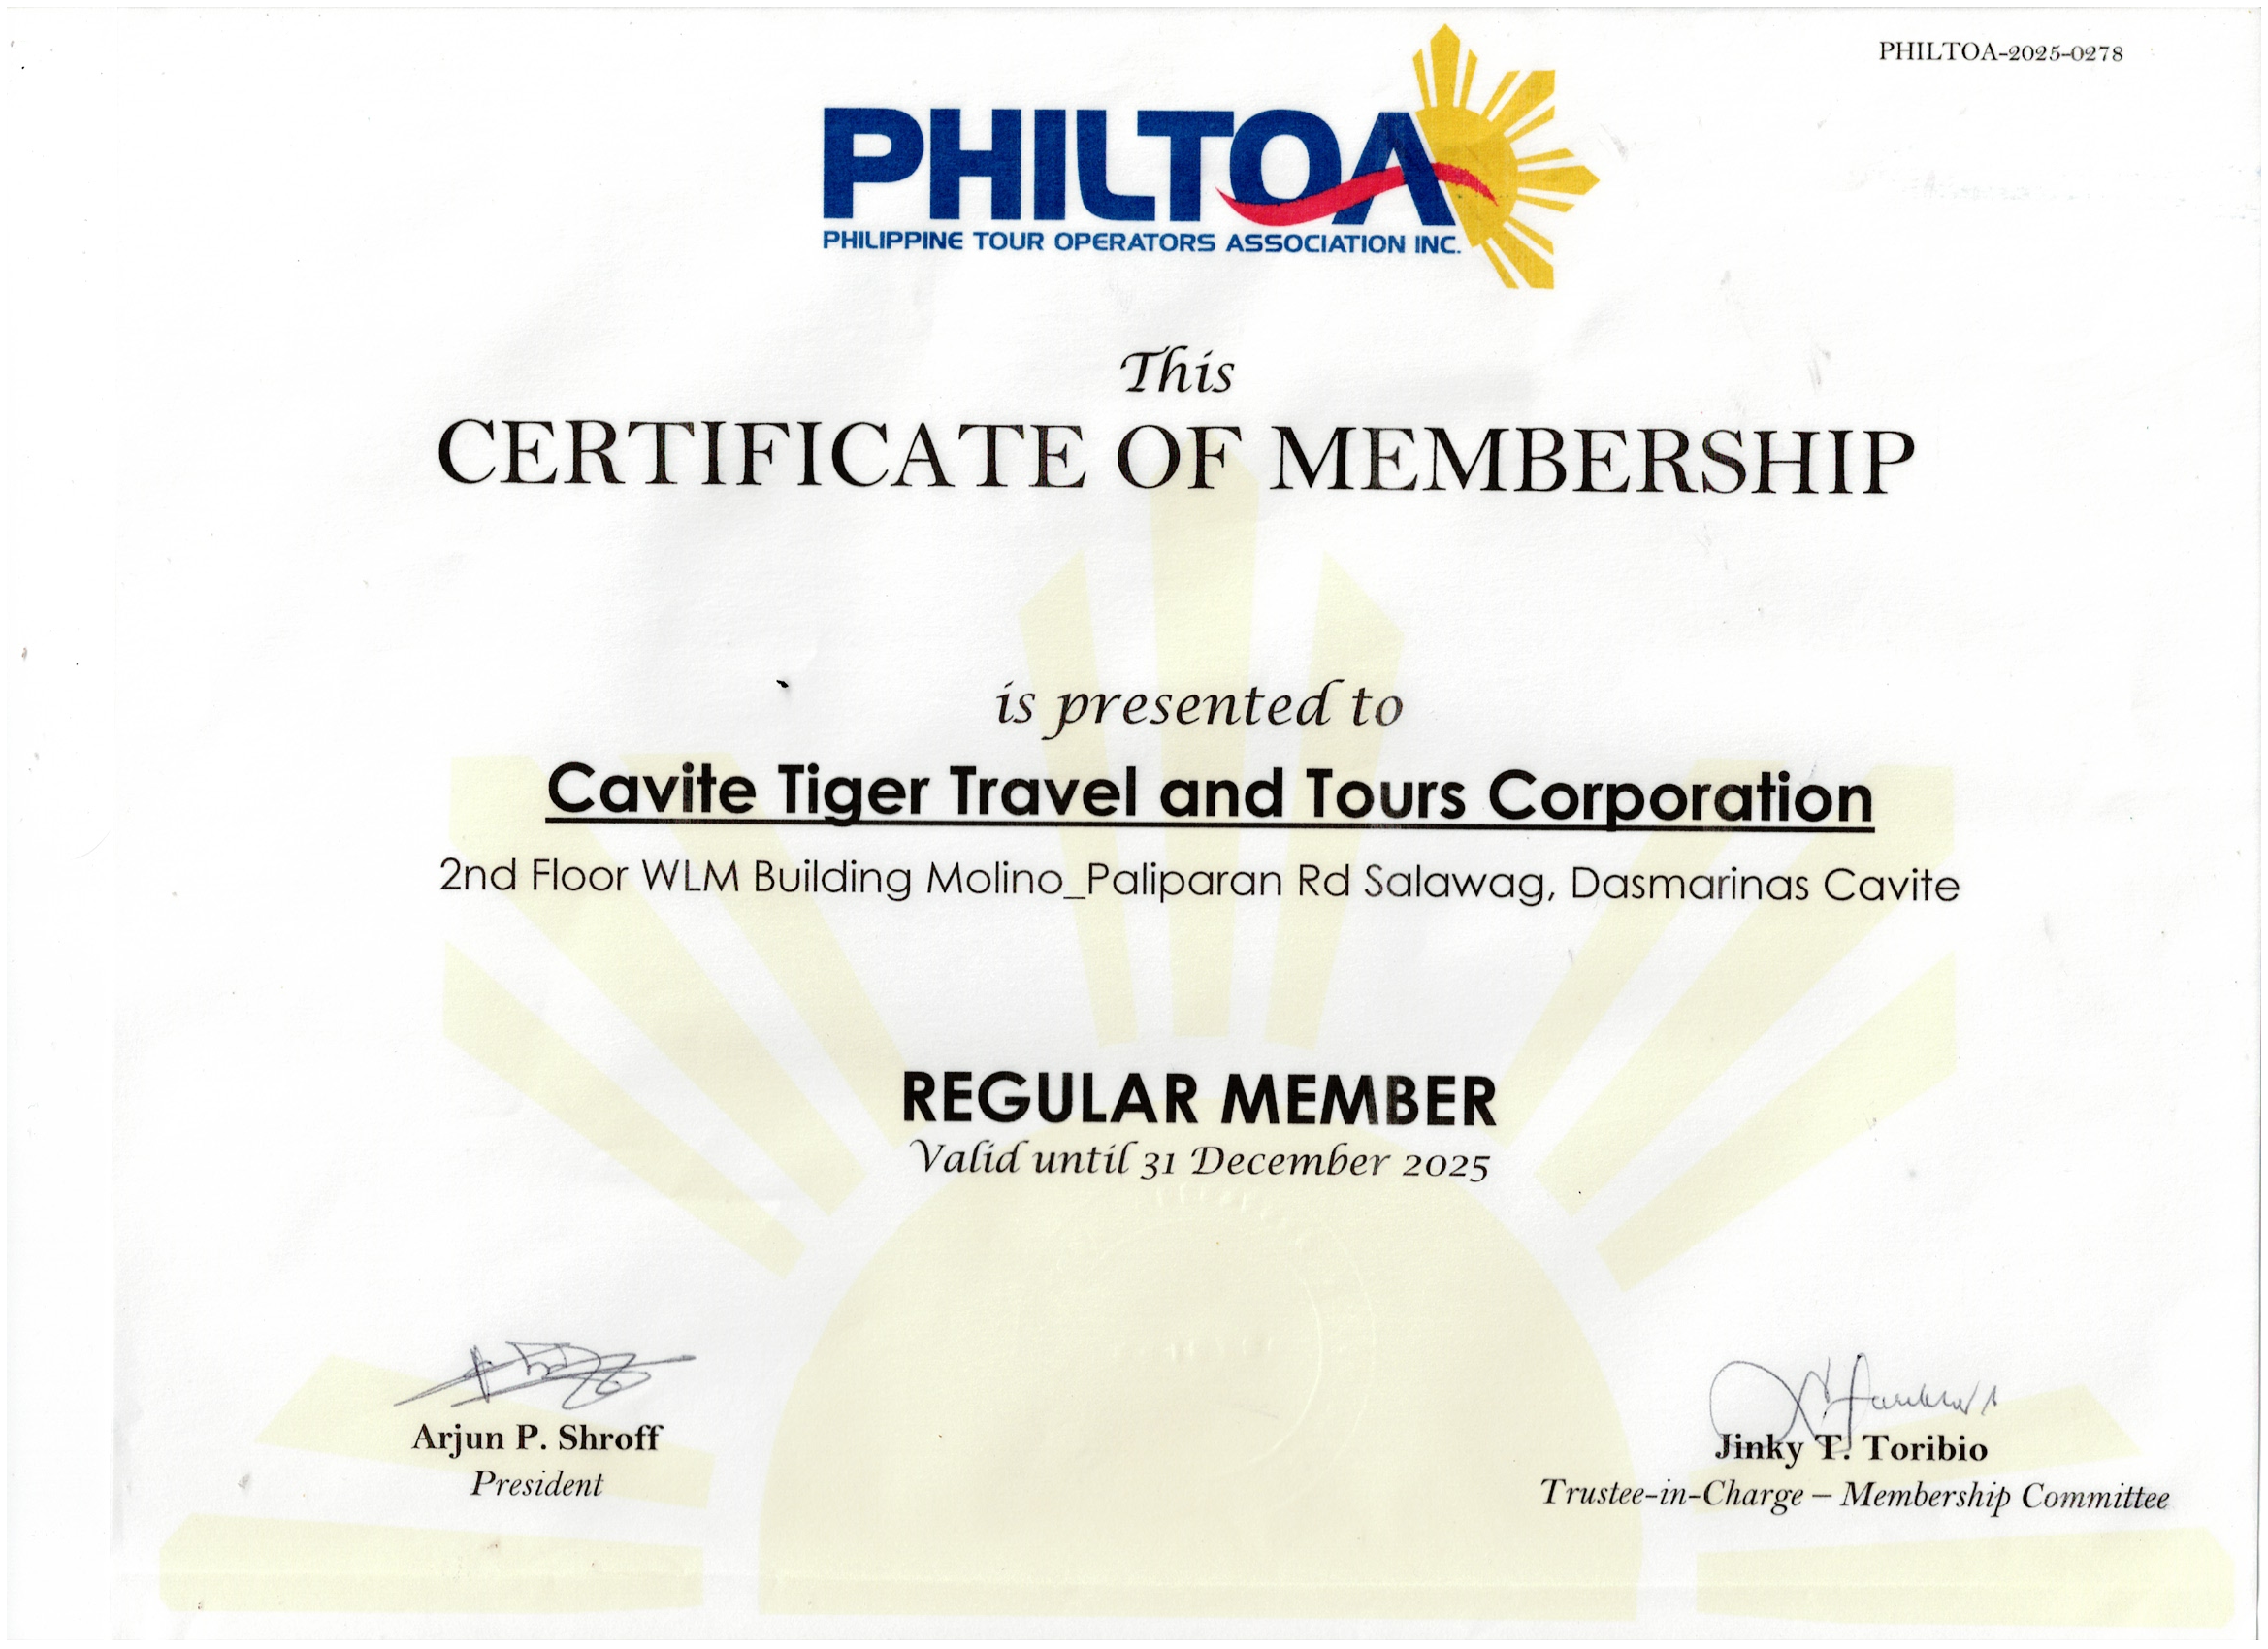 PHILTOA-2025-0278
PHILTOA
PHILIPPINE TOUR OPERATORS ASSOCIATION INC.
This
CERTIFICATE OF MEMBERSHIP
is presented to
Cavite Tiger Travel and Tours Corporation
2nd Floor WLM Building Molino_Paliparan Rd Salawag, Dasmarinas Cavite
REGULAR MEMBER
Valid until 31 December 2025
Arjun P. Shroff
President
Jinky T. Toribio
Trustee-in-Charge – Membership Committee